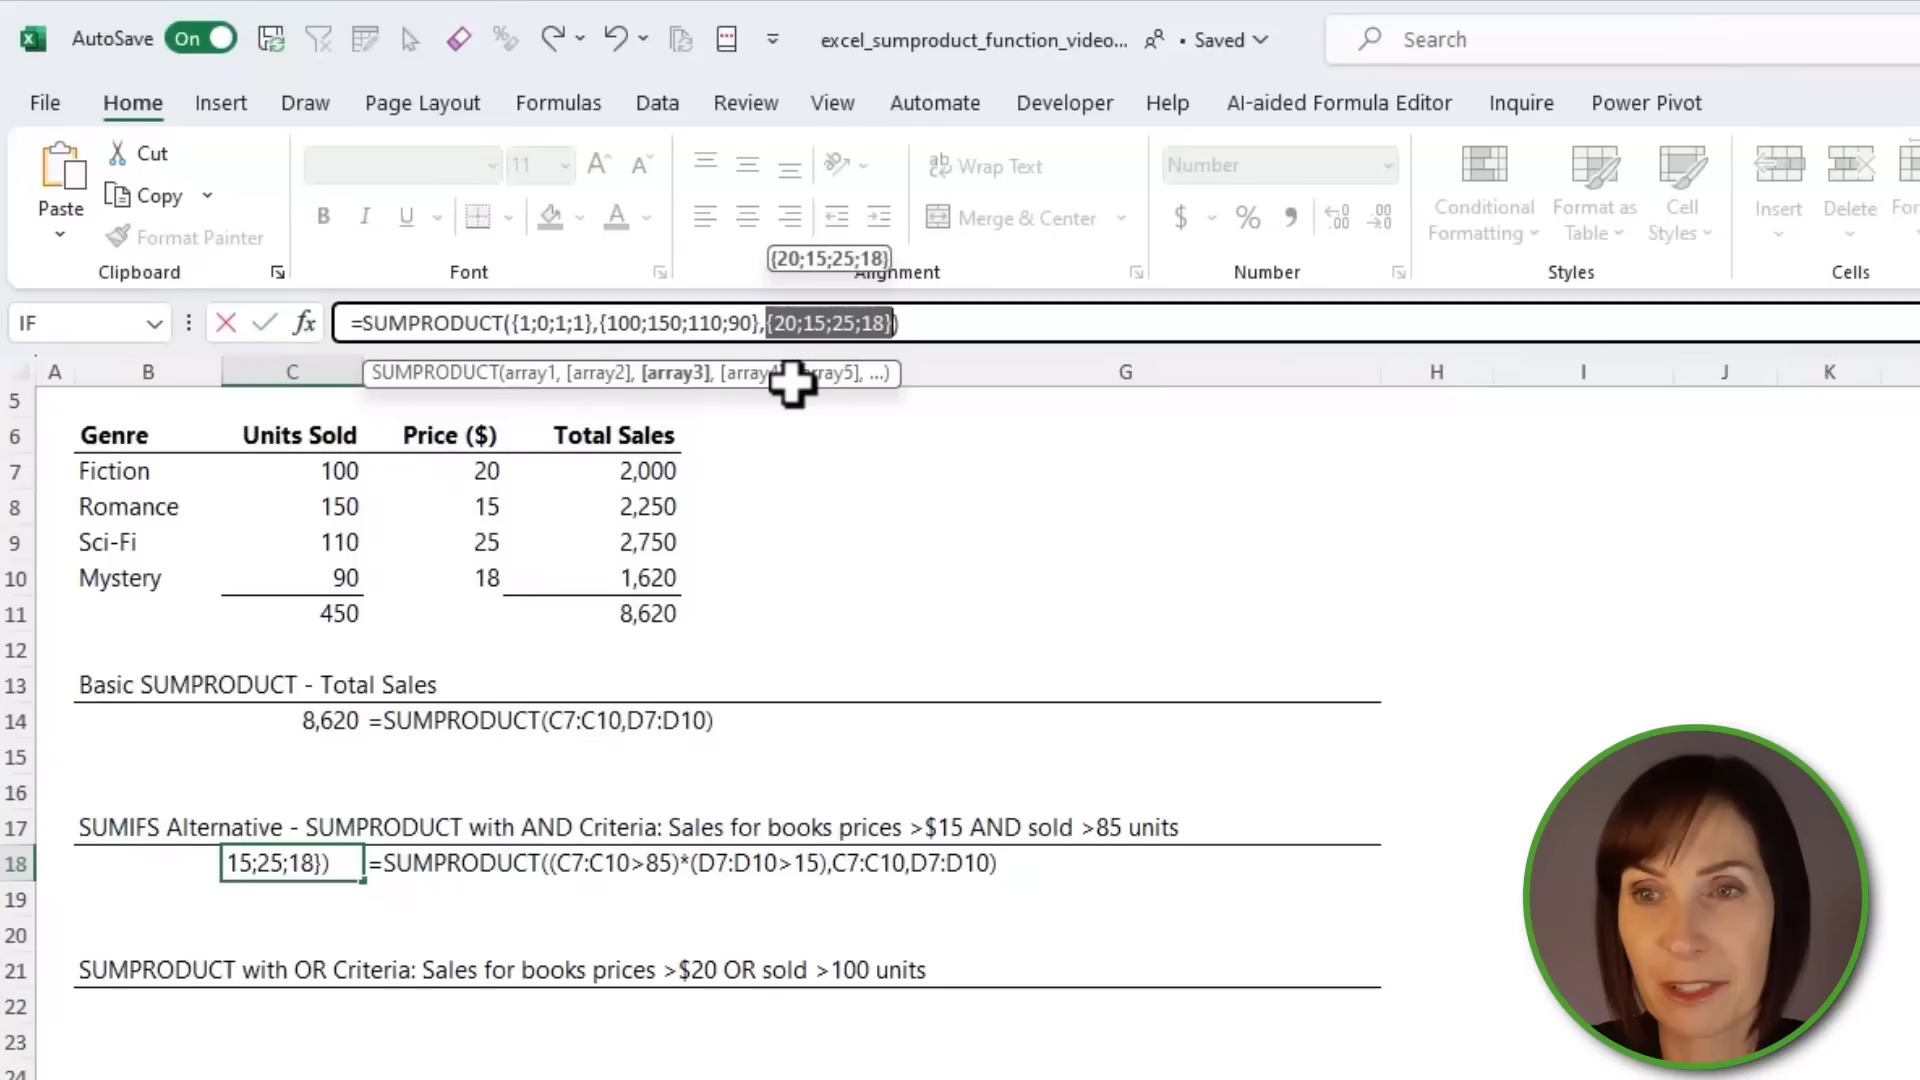 AutoSave On excel_sumproduct_function_video... • Saved Search
File Home Insert Draw Page Layout Formulas Data Review View Automate Developer Help AI-aided Formula Editor Inquire Power Pivot
Paste Cut Copy Format Painter Clipboard
11 B I U Font
ab Wrap Text Merge & Center Alignment
Number $ % Number
Conditional Formatting Format as Table Cell Styles Styles
Insert Delete Cells
{20;15;25;18}
IF fx =SUMPRODUCT({1;0;1;1},{100;150;110;90},{20;15;25;18})
SUMPRODUCT(array1, [array2], [array3], [array ray5], ...)
A B C G H I J K
5
6 Genre Units Sold Price ($) Total Sales
7 Fiction 100 20 2,000
8 Romance 150 15 2,250
9 Sci-Fi 110 25 2,750
10 Mystery 90 18 1,620
11 450 8,620
12
13 Basic SUMPRODUCT - Total Sales
14 8,620 =SUMPRODUCT(C7:C10,D7:D10)
15
16
17 SUMIFS Alternative - SUMPRODUCT with AND Criteria: Sales for books prices >$15 AND sold >85 units
18 15;25;18}) =SUMPRODUCT((C7:C10>85)*(D7:D10>15),C7:C10,D7:D10)
19
20
21 SUMPRODUCT with OR Criteria: Sales for books prices >$20 OR sold >100 units
22
23
24